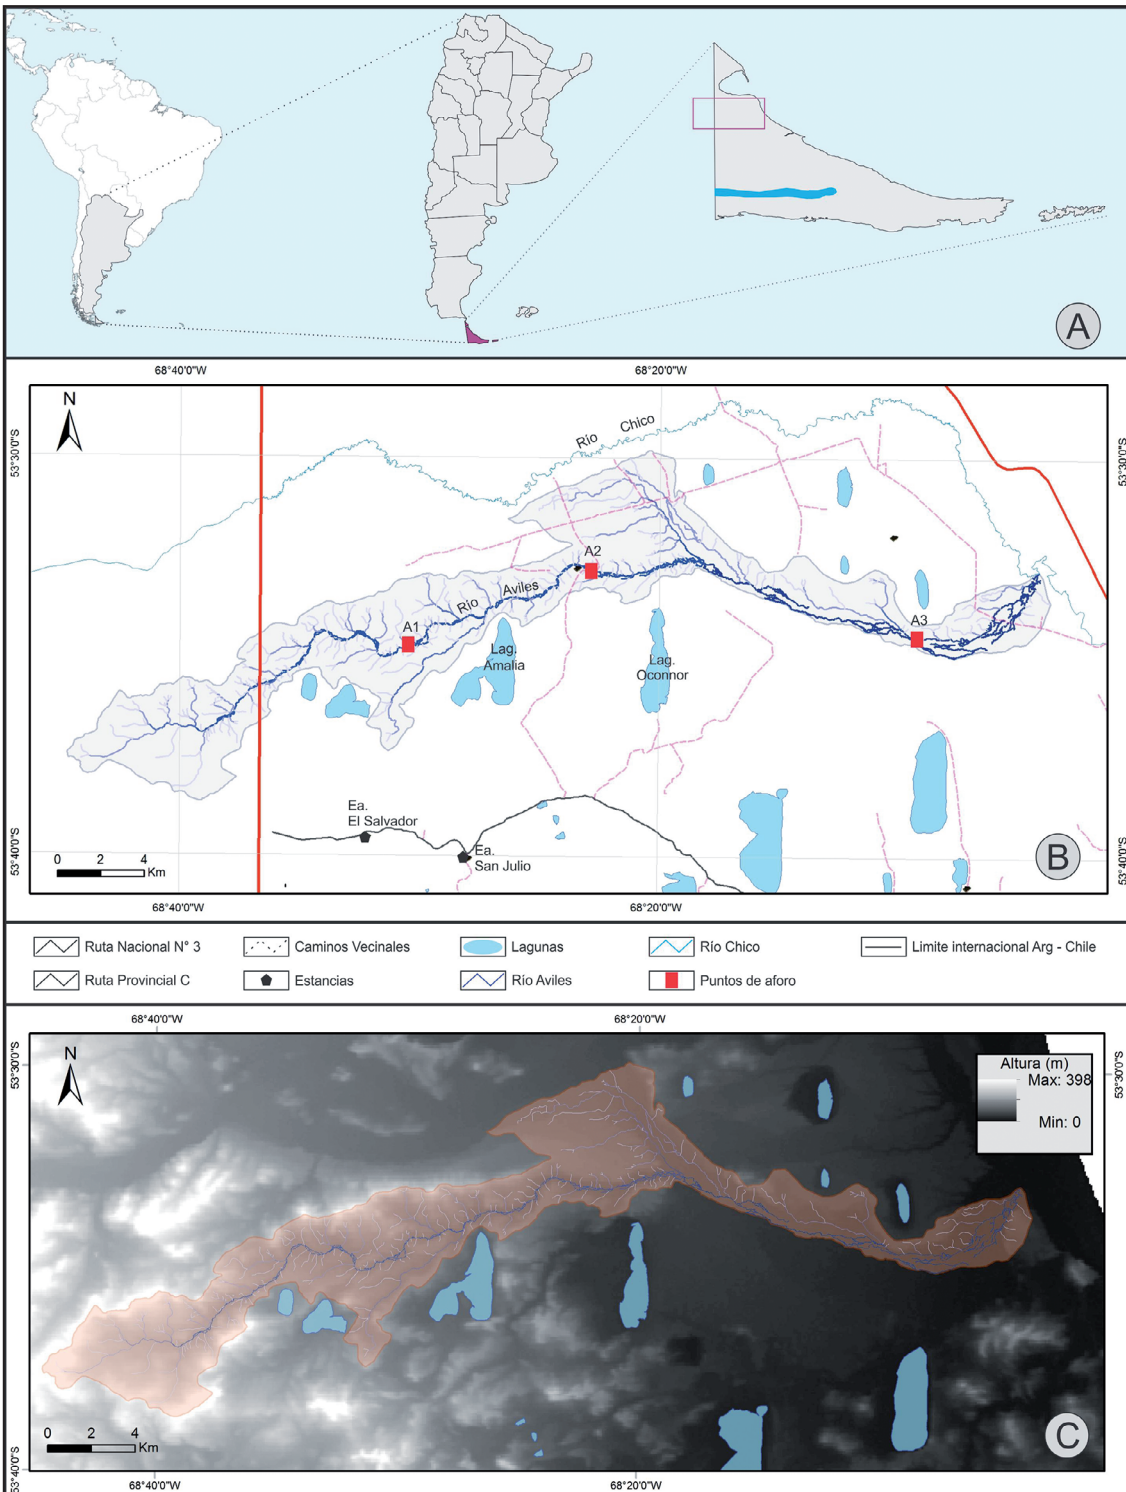 A
68°40'0"W
68°20'0"W
N
53°30'0"S
53°30'0"S
Río Chico
A2
Río Aviles
A1
A3
Lag.
Amalia
Lag.
Oconnor
Ea.
El Salvador
Ea.
San Julio
53°40'0"S
53°40'0"S
0 2 4
Km
B
68°40'0"W
68°20'0"W
Ruta Nacional N° 3
Caminos Vecinales
Lagunas
Río Chico
Limite internacional Arg - Chile
Ruta Provincial C
Estancias
Río Aviles
Puntos de aforo
68°40'0"W
68°20'0"W
N
53°30'0"S
53°30'0"S
Altura (m)
Max: 398
Min: 0
0 2 4
Km
C
53°40'0"S
53°40'0"S
68°40'0"W
68°20'0"W